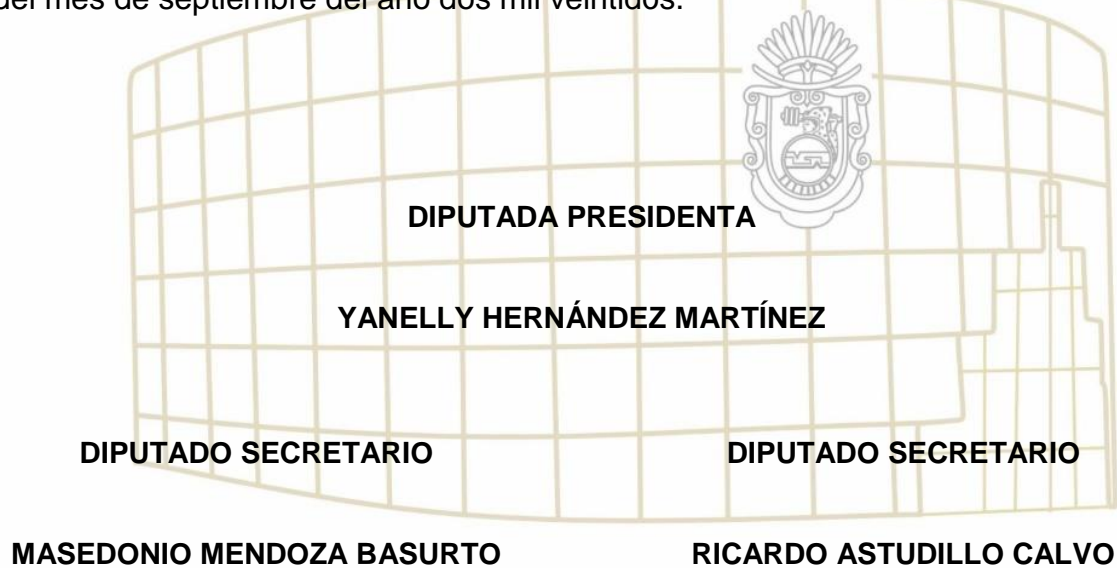 del mes de septiembre del año dos mil veintidós.
DIPUTADA PRESIDENTA
YANELLY HERNÁNDEZ MARTÍNEZ
DIPUTADO SECRETARIO DIPUTADO SECRETARIO
MASEDONIO MENDOZA BASURTO RICARDO ASTUDILLO CALVO